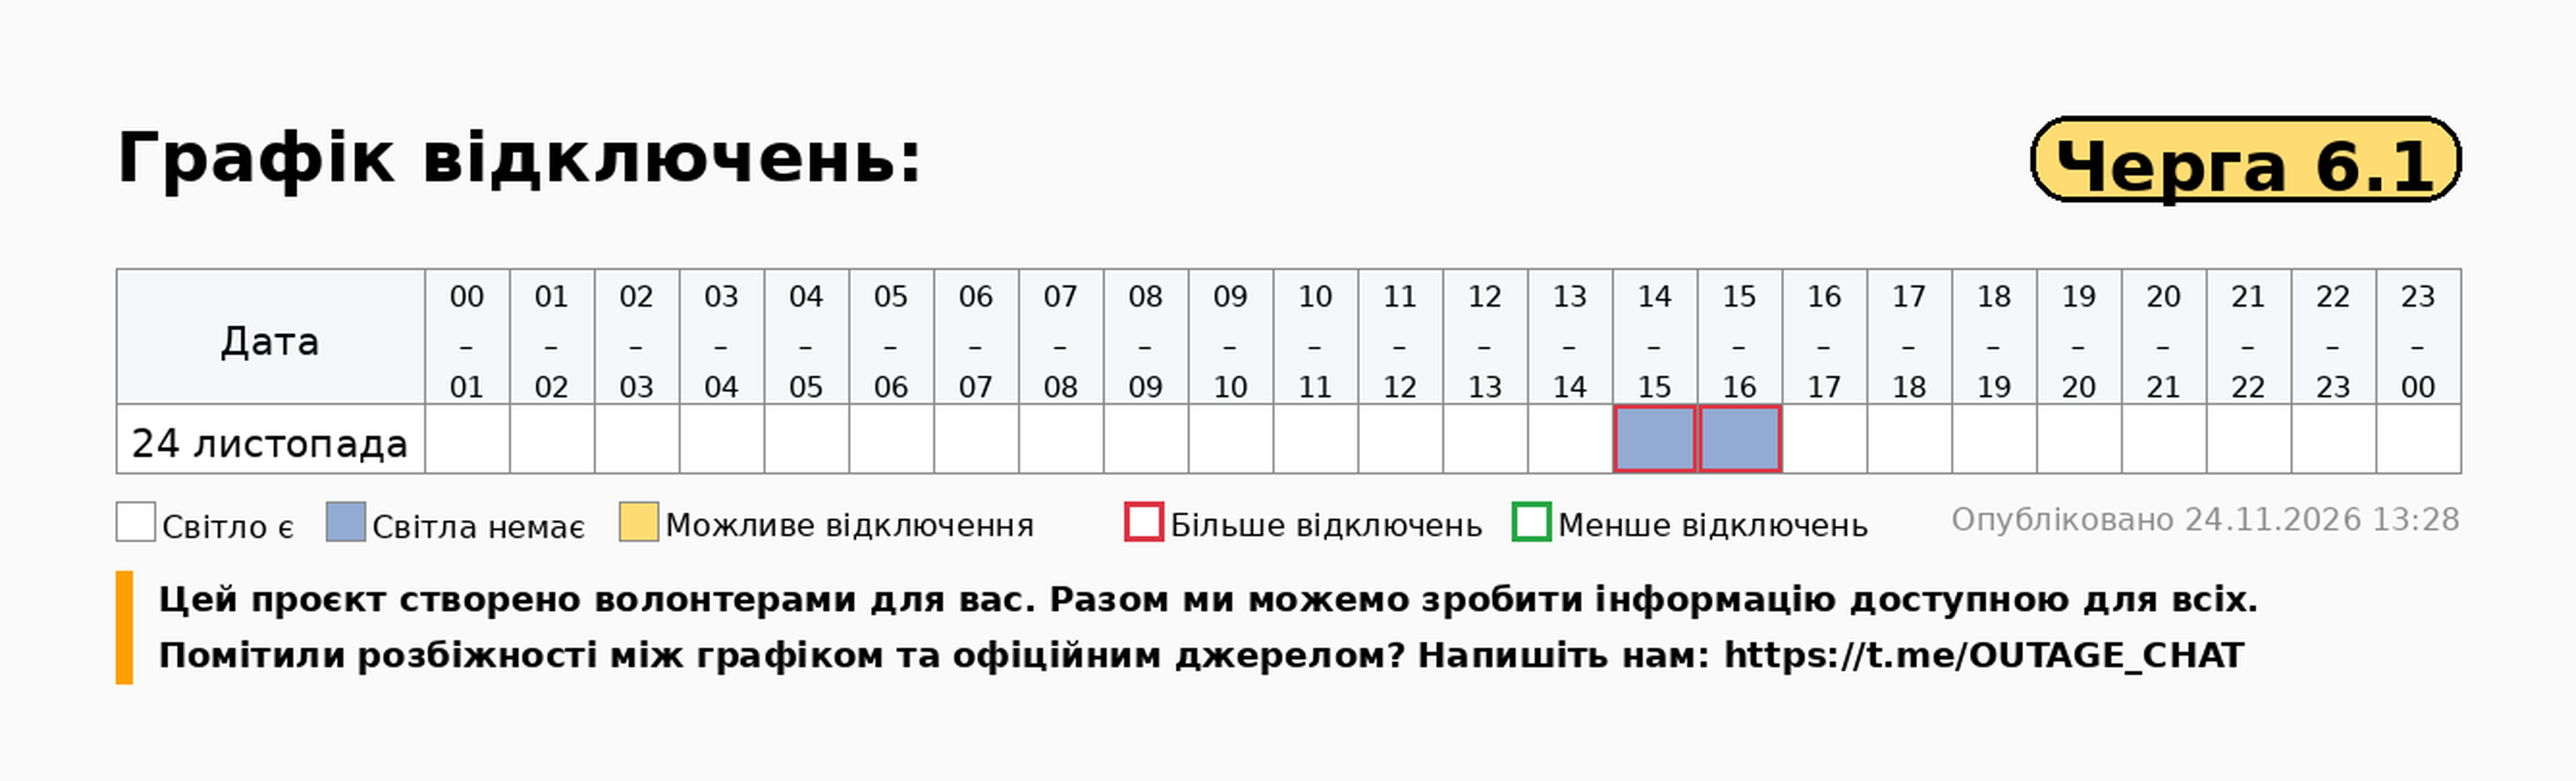 Графік відключень:
Черга 6.1
Дата 00 – 01 01 – 02 02 – 03 03 – 04 04 – 05 05 – 06 06 – 07 07 – 08 08 – 09 09 – 10 10 – 11 11 – 12 12 – 13 13 – 14 14 – 15 15 – 16 16 – 17 17 – 18 18 – 19 19 – 20 20 – 21 21 – 22 22 – 23 23 – 00
24 листопада
Світло є Світла немає Можливе відключення Більше відключень Менше відключень Опубліковано 24.11.2026 13:28
Цей проєкт створено волонтерами для вас. Разом ми можемо зробити інформацію доступною для всіх.
Помітили розбіжності між графіком та офіційним джерелом? Напишіть нам: https://t.me/OUTAGE_CHAT